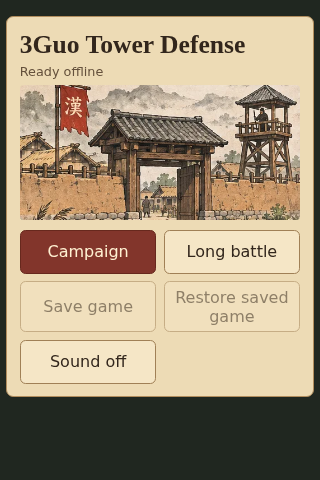 3Guo Tower Defense
Ready offline
漢
Campaign
Long battle
Save game
Restore saved
game
Sound off